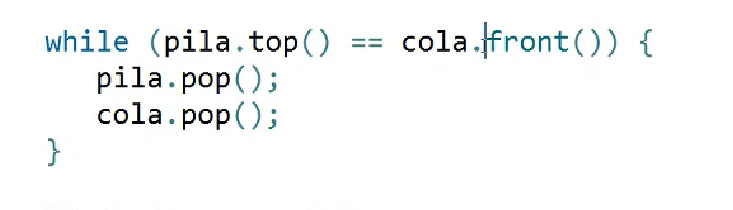 while (pila.top() == cola.front()) {
pila.pop();
cola.pop();
}